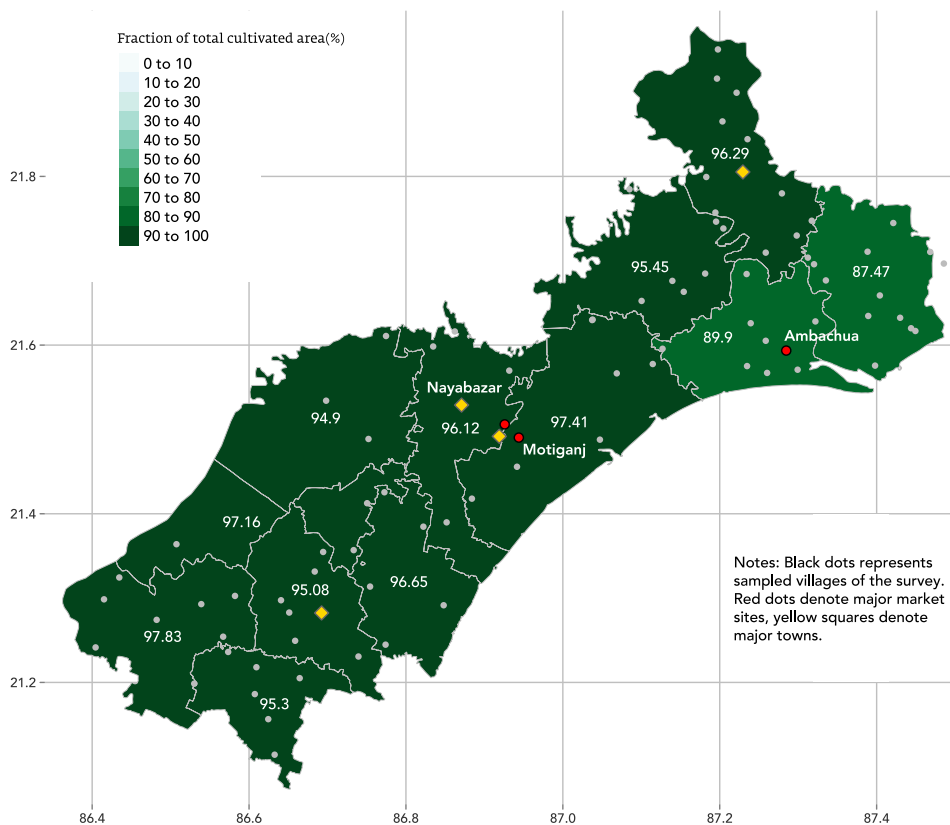 Fraction of total cultivated area(%)
0 to 10
10 to 20
20 to 30
30 to 40
40 to 50
50 to 60
60 to 70
70 to 80
80 to 90
90 to 100
96.29
21.8
95.45
87.47
89.9
Ambachua
21.6
Nayabazar
94.9
96.12
97.41
Motiganj
21.4
97.16
Notes: Black dots represents
sampled villages of the survey.
Red dots denote major market
sites, yellow squares denote
major towns.
96.65
95.08
97.83
21.2
95.3
86.4
86.6
86.8
87.0
87.2
87.4